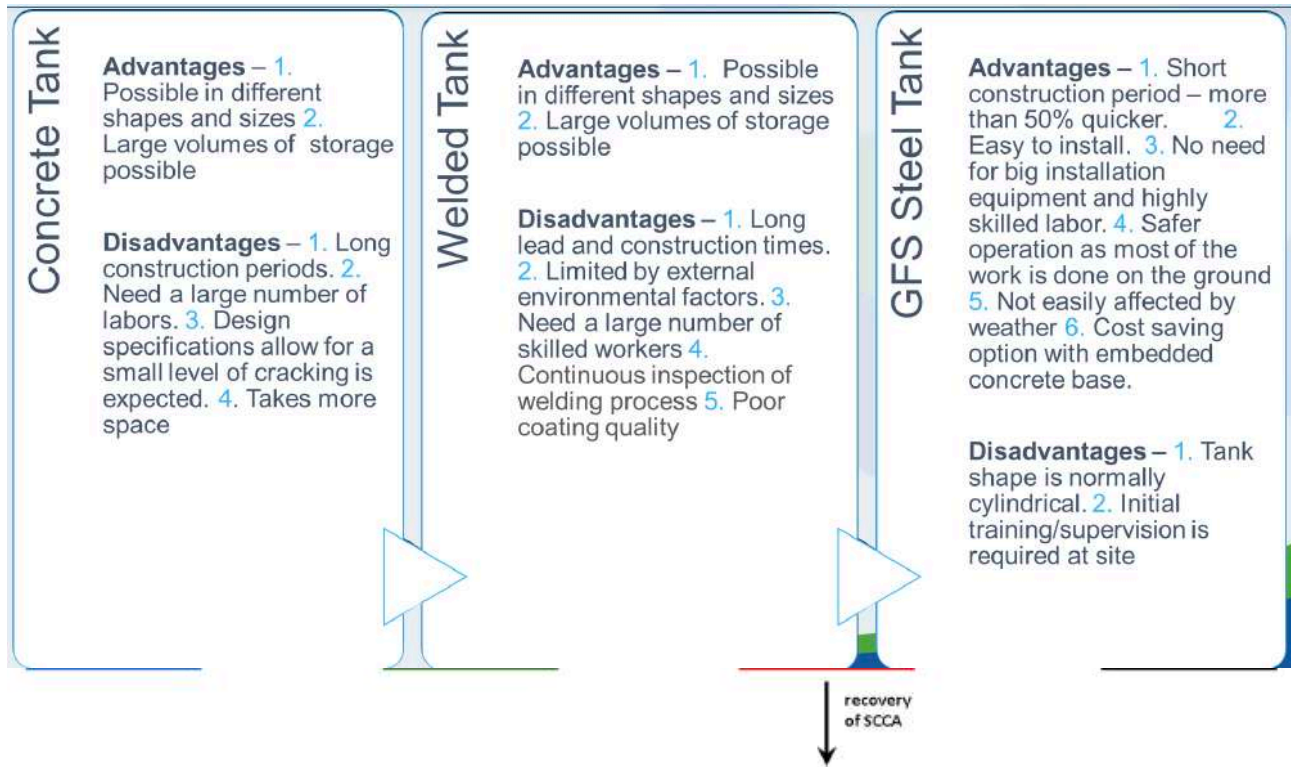 Concrete Tank
Advantages – 1.
Possible in different
shapes and sizes 2.
Large volumes of storage
possible
Disadvantages – 1. Long
construction periods. 2.
Need a large number of
labors. 3. Design
specifications allow for a
small level of cracking is
expected. 4. Takes more
space
Welded Tank
Advantages – 1. Possible
in different shapes and sizes
2. Large volumes of storage
possible
Disadvantages – 1. Long
lead and construction times.
2. Limited by external
environmental factors. 3.
Need a large number of
skilled workers 4.
Continuous inspection of
welding process 5. Poor
coating quality
GFS Steel Tank
Advantages – 1. Short
construction period – more
than 50% quicker. 2.
Easy to install. 3. No need
for big installation
equipment and highly
skilled labor. 4. Safer
operation as most of the
work is done on the ground
5. Not easily affected by
weather 6. Cost saving
option with embedded
concrete base.
Disadvantages – 1. Tank
shape is normally
cylindrical. 2. Initial
training/supervision is
required at site
recovery
of SCCA